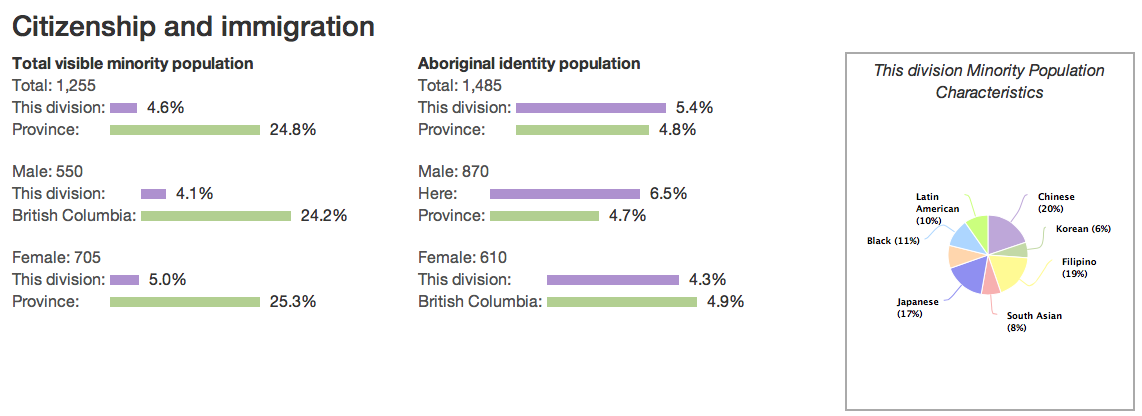 Citizenship and immigration
Total visible minority population
Total: 1,255
This division: 4.6%
Province: 24.8%
Male: 550
This division: 4.1%
British Columbia: 24.2%
Female: 705
This division: 5.0%
Province: 25.3%
Aboriginal identity population
Total: 1,485
This division: 5.4%
Province: 4.8%
Male: 870
Here: 6.5%
Province: 4.7%
Female: 610
This division: 4.3%
British Columbia: 4.9%
This division Minority Population
Characteristics
Latin
American
(10%)
Chinese
(20%)
Korean (6%)
Black (11%)
Filipino
(19%)
Japanese
(17%)
South Asian
(8%)